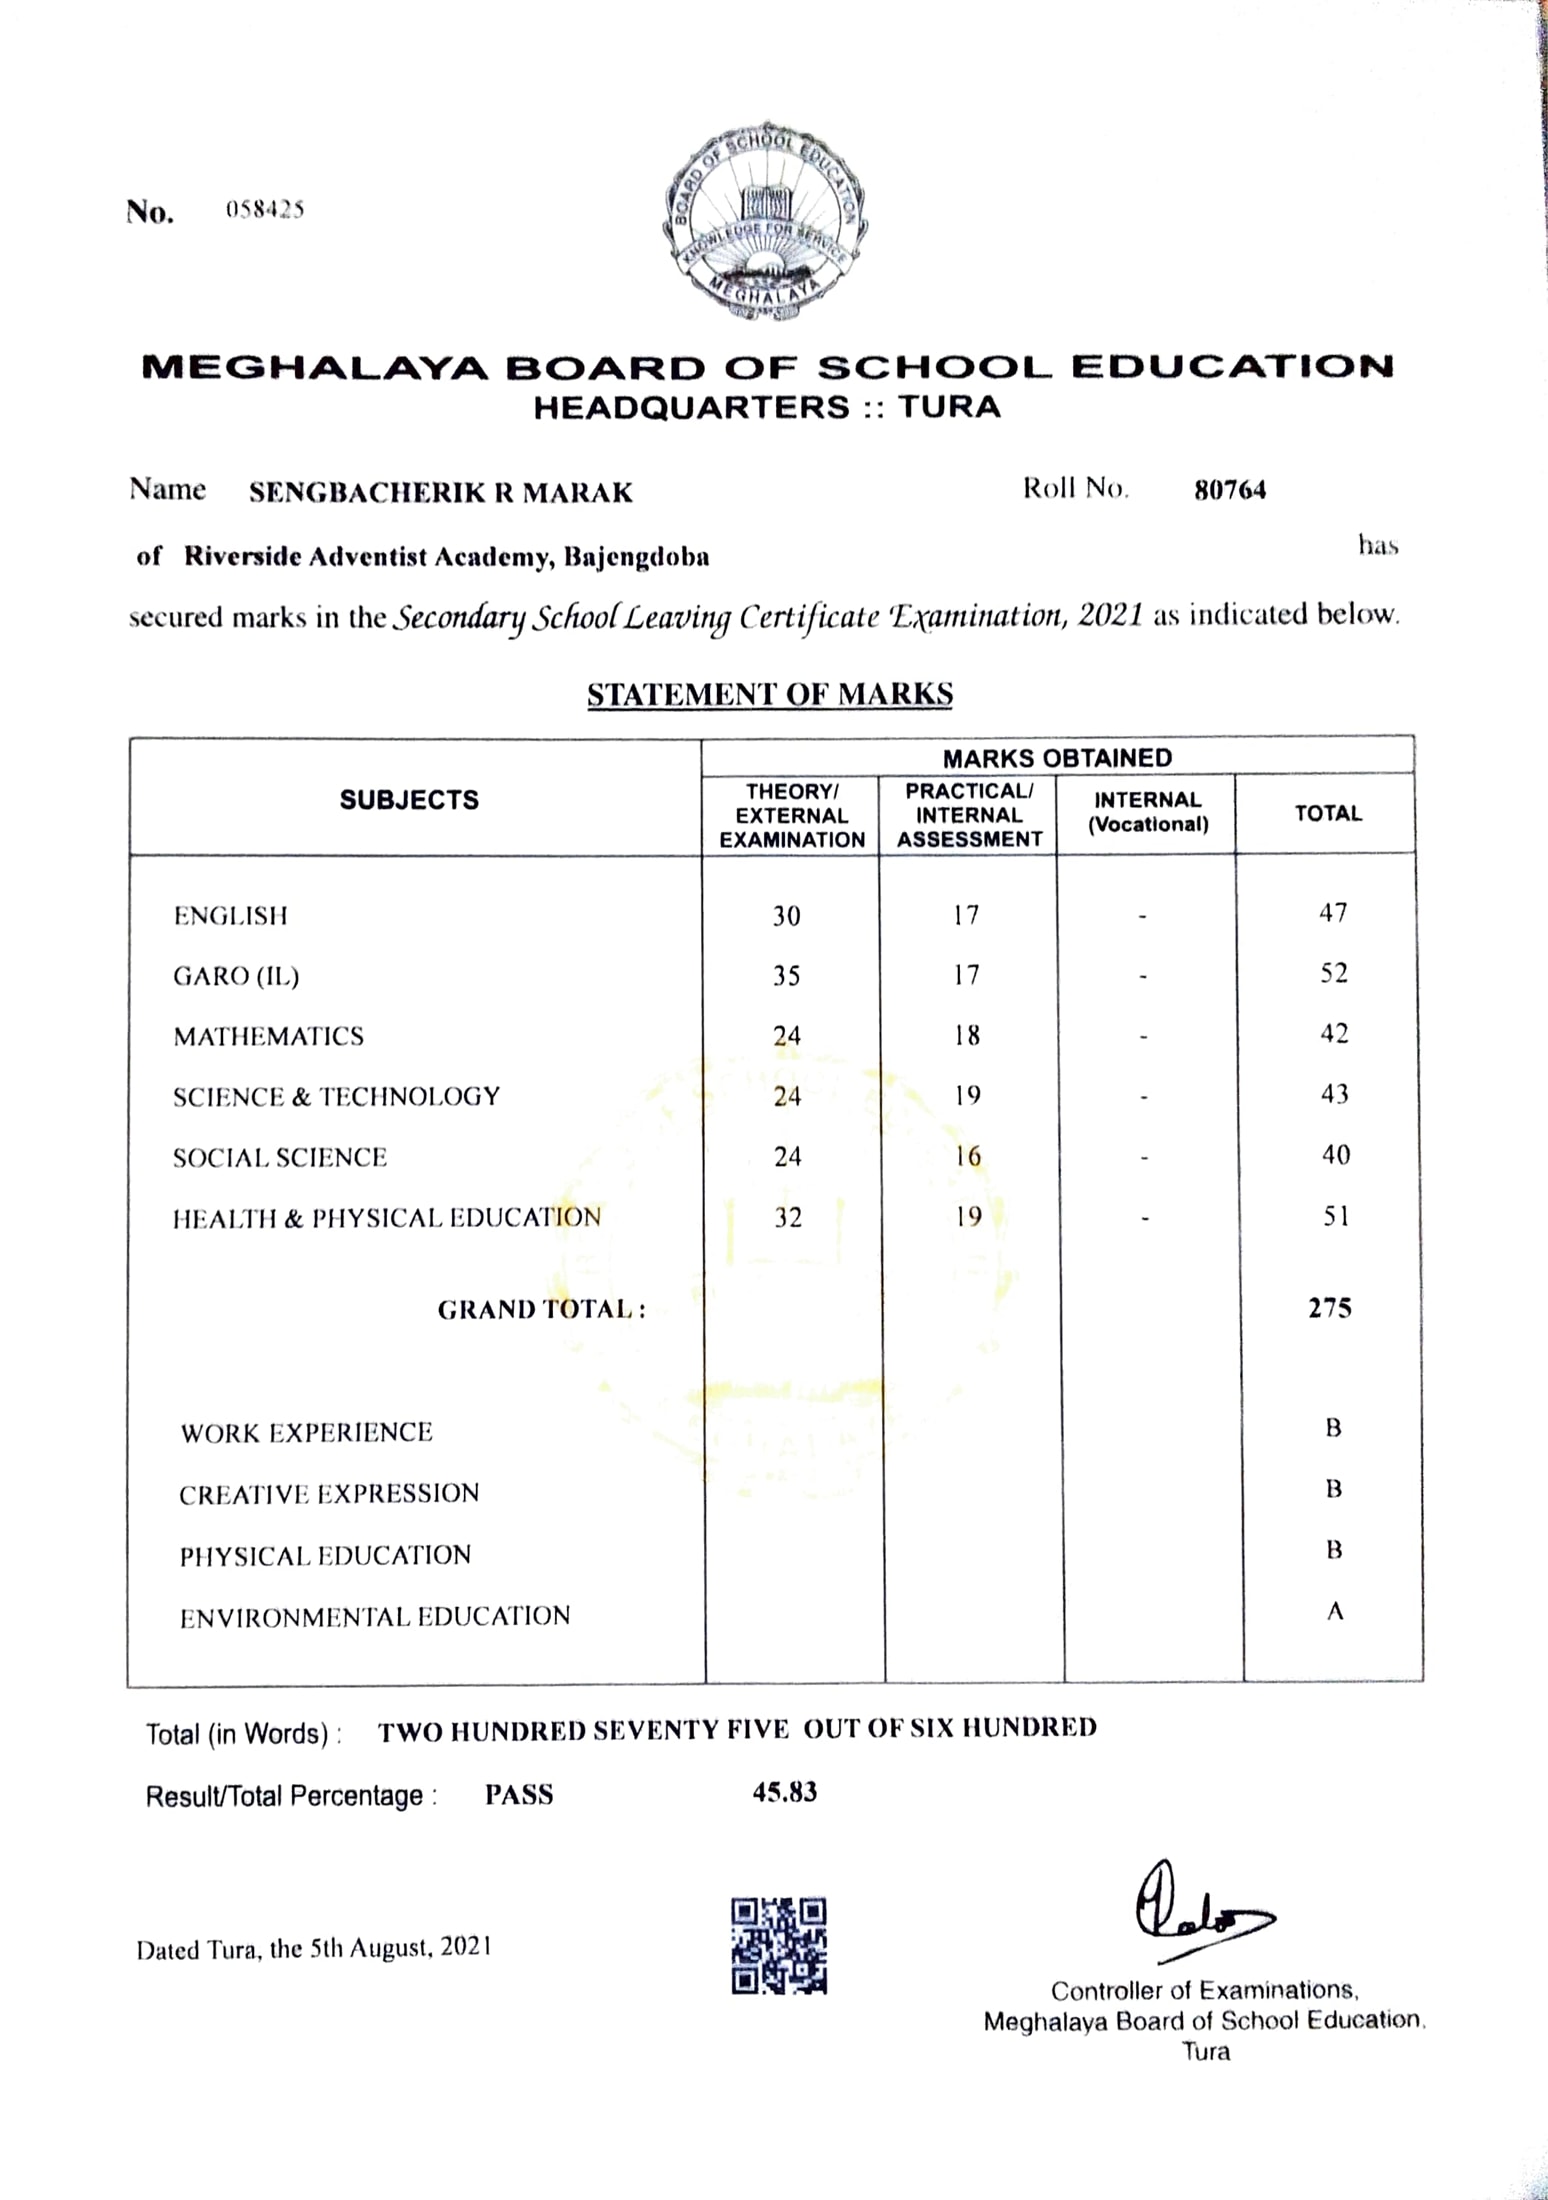 No. 058425
BOARD OF SCHOOL EDUCATION
KNOWLEDGE FOR SERVICE
MEGHALAYA
MEGHALAYA BOARD OF SCHOOL EDUCATION
HEADQUARTERS :: TURA
Name SENGBACHERIK R MARAK Roll No. 80764
of Riverside Adventist Academy, Bajengdoba has
secured marks in the Secondary School Leaving Certificate Examination, 2021 as indicated below.
STATEMENT OF MARKS
SUBJECTS MARKS OBTAINED
THEORY/ EXTERNAL EXAMINATION PRACTICAL/ INTERNAL ASSESSMENT INTERNAL (Vocational) TOTAL
ENGLISH 30 17 - 47
GARO (IL) 35 17 - 52
MATHEMATICS 24 18 - 42
SCIENCE & TECHNOLOGY 24 19 - 43
SOCIAL SCIENCE 24 16 - 40
HEALTH & PHYSICAL EDUCATION 32 19 - 51
GRAND TOTAL : 275
WORK EXPERIENCE B
CREATIVE EXPRESSION B
PHYSICAL EDUCATION B
ENVIRONMENTAL EDUCATION A
Total (in Words) : TWO HUNDRED SEVENTY FIVE OUT OF SIX HUNDRED
Result/Total Percentage : PASS 45.83
Dated Tura, the 5th August, 2021
Controller of Examinations,
Meghalaya Board of School Education,
Tura